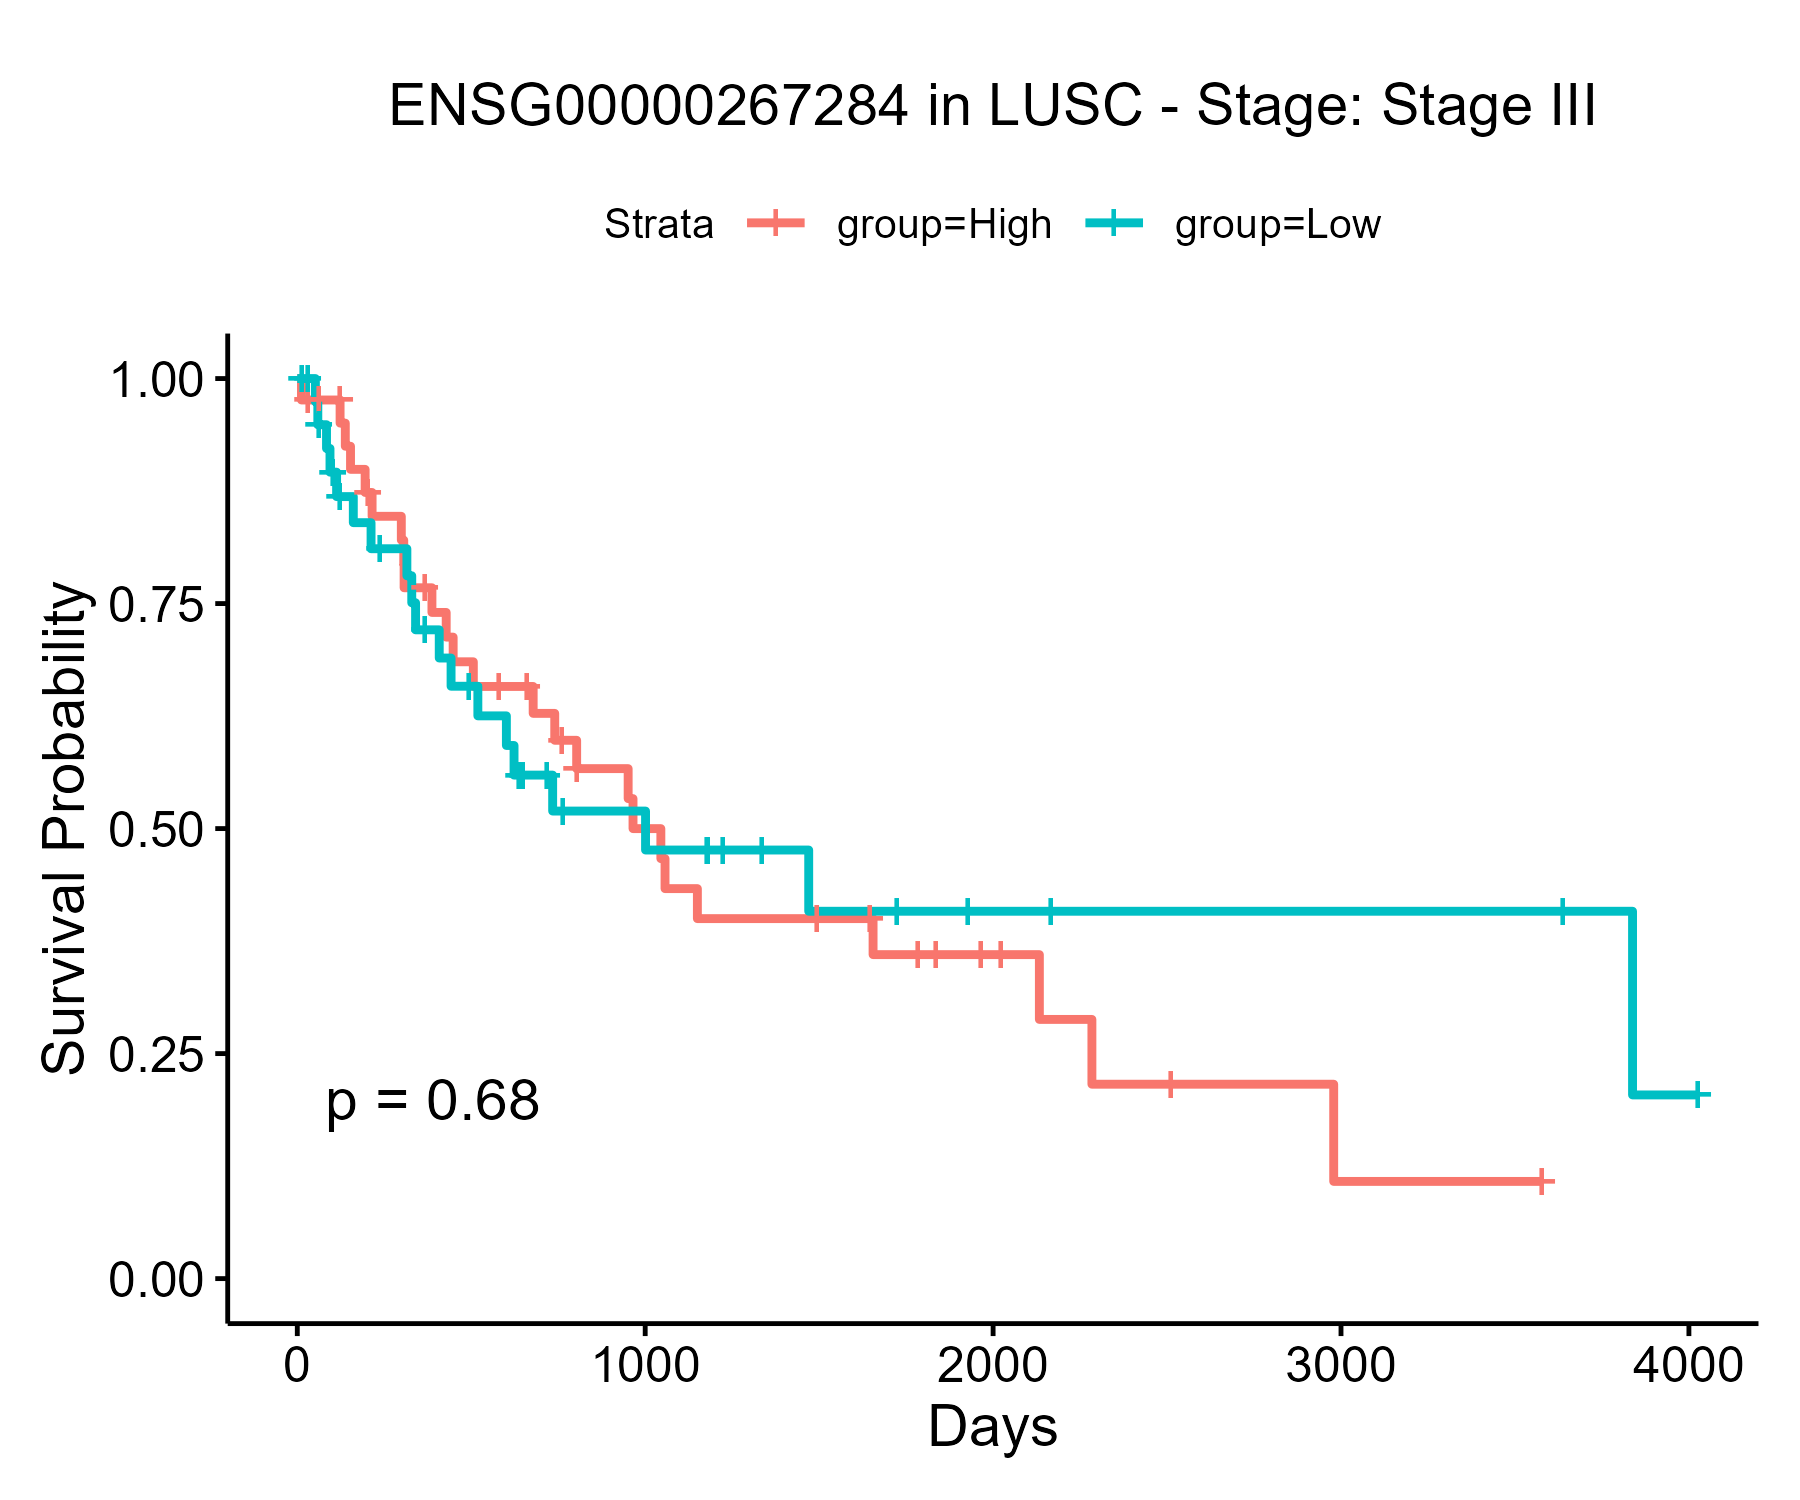 ENSG00000267284 in LUSC - Stage: Stage III
Strata group=High group=Low
Survival Probability
1.00
0.75
0.50
0.25
0.00
p = 0.68
0 1000 2000 3000 4000
Days